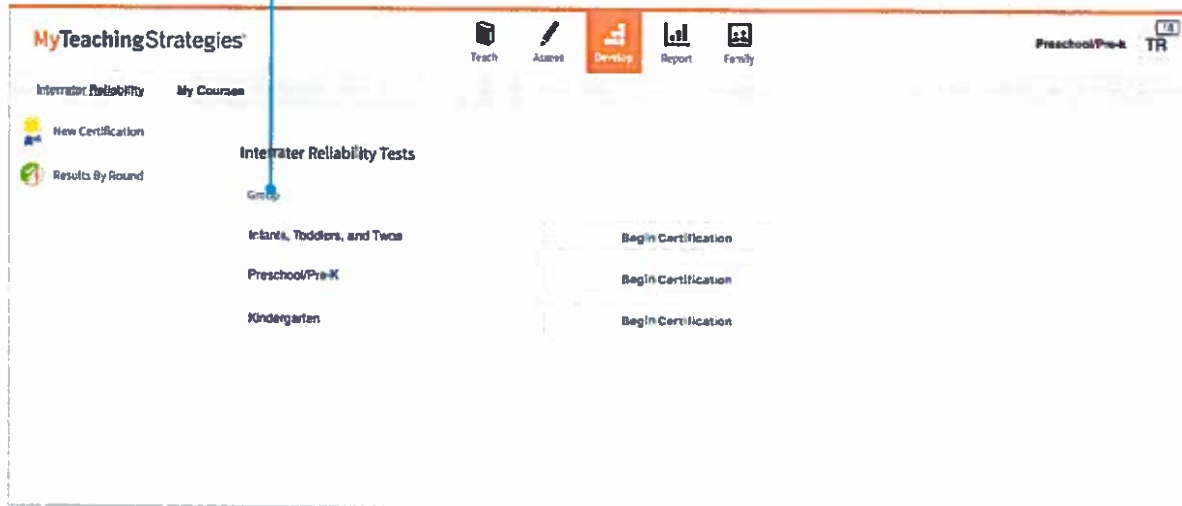 MyTeachingStrategies®
Teach Assess Develop Report Family
Preschool/Pre-K TR
Interrater Reliability My Courses
New Certification
Results By Round
Interrater Reliability Tests
Group
Infants, Toddlers, and Twos Begin Certification
Preschool/Pre-K Begin Certification
Kindergarten Begin Certification